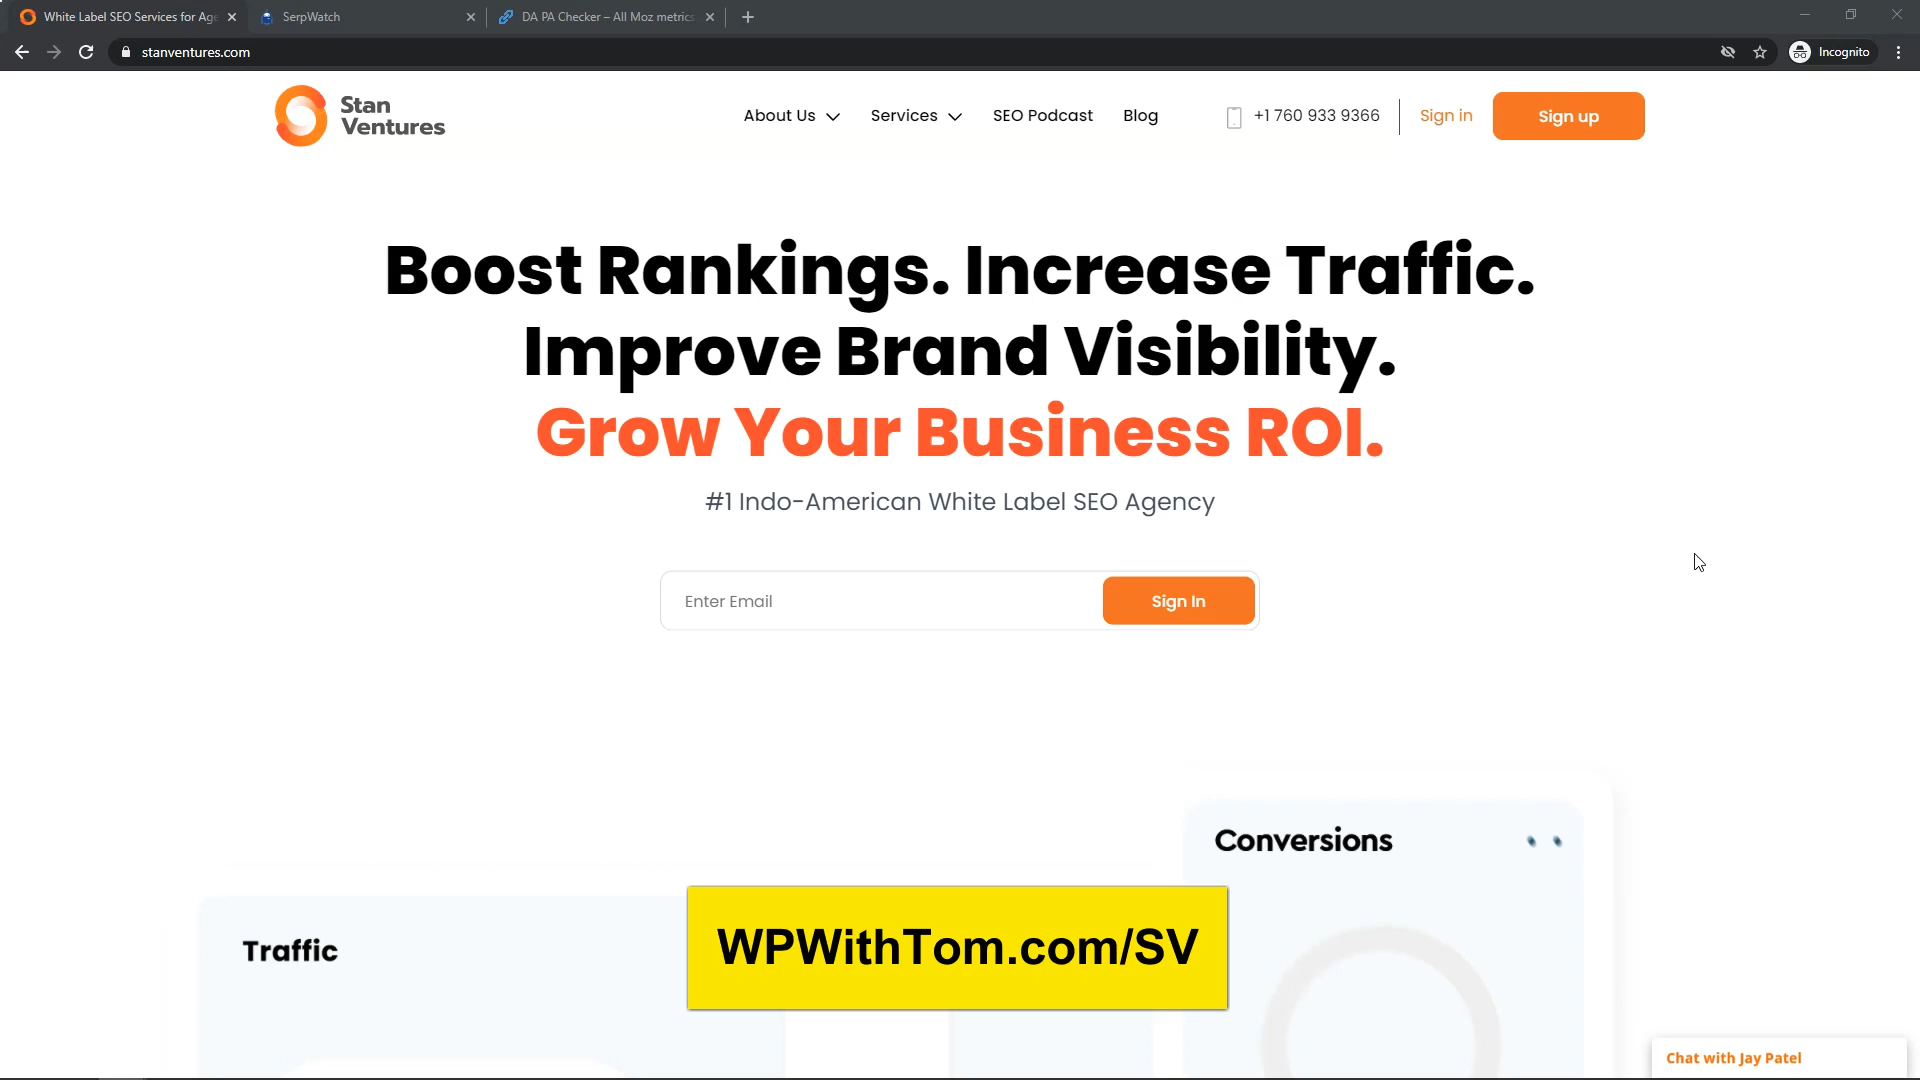 White Label SEO Services for Age
SerpWatch
DA PA Checker – All Moz metrics
stanventures.com
Incognito
Stan
Ventures
About Us
Services
SEO Podcast
Blog
+1 760 933 9366
Sign in
Sign up
Boost Rankings. Increase Traffic.
Improve Brand Visibility.
Grow Your Business ROI.
#1 Indo-American White Label SEO Agency
Enter Email
Sign In
Conversions
Traffic
WPWithTom.com/SV
Chat with Jay Patel